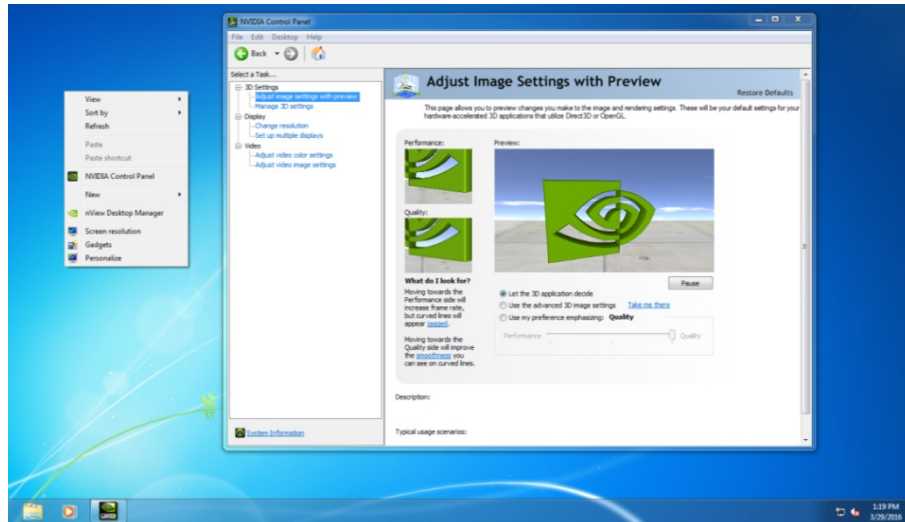 NVIDIA Control Panel
File Edit Desktop Help
Back
Select a Task...
3D Settings
Adjust image settings with preview
Manage 3D settings
Display
Change resolution
Set up multiple displays
Video
Adjust video color settings
Adjust video image settings
System Information
Adjust Image Settings with Preview
Restore Defaults
This page allows you to preview changes you make to the image and rendering settings. These will be your default settings for your
hardware-accelerated 3D applications that utilize Direct3D or OpenGL.
Performance:
Quality:
What do I look for?
Moving towards the
Performance side will
increase frame rate,
but curved lines will
appear jagged.
Moving towards the
Quality side will improve
the smoothness you
can see on curved lines.
Preview:
Pause
Let the 3D application decide
Use the advanced 3D image settings Take me there
Use my preference emphasizing: Quality
Performance Quality
Description:
Typical usage scenarios:
View
Sort by
Refresh
Paste
Paste shortcut
NVIDIA Control Panel
New
nView Desktop Manager
Screen resolution
Gadgets
Personalize
1:19 PM
3/29/2016